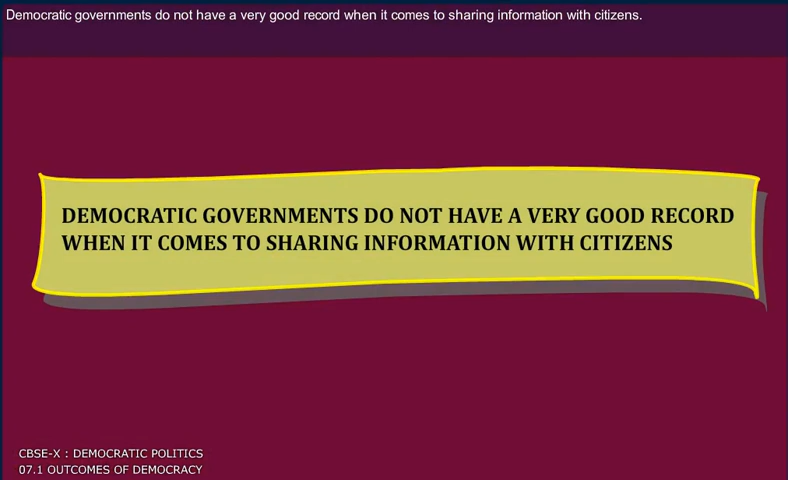 Democratic governments do not have a very good record when it comes to sharing information with citizens.
DEMOCRATIC GOVERNMENTS DO NOT HAVE A VERY GOOD RECORD
WHEN IT COMES TO SHARING INFORMATION WITH CITIZENS
CBSE-X : DEMOCRATIC POLITICS
07.1 OUTCOMES OF DEMOCRACY